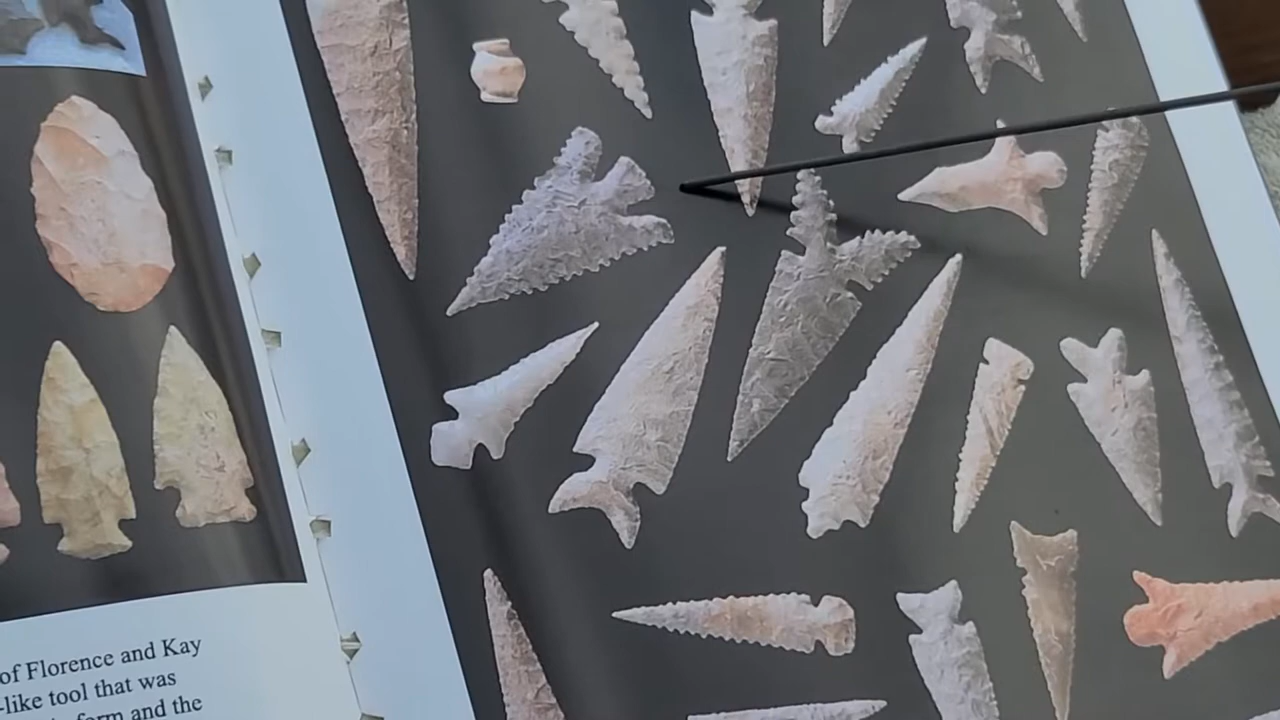 of Florence and Kay
-like tool that was
form and the